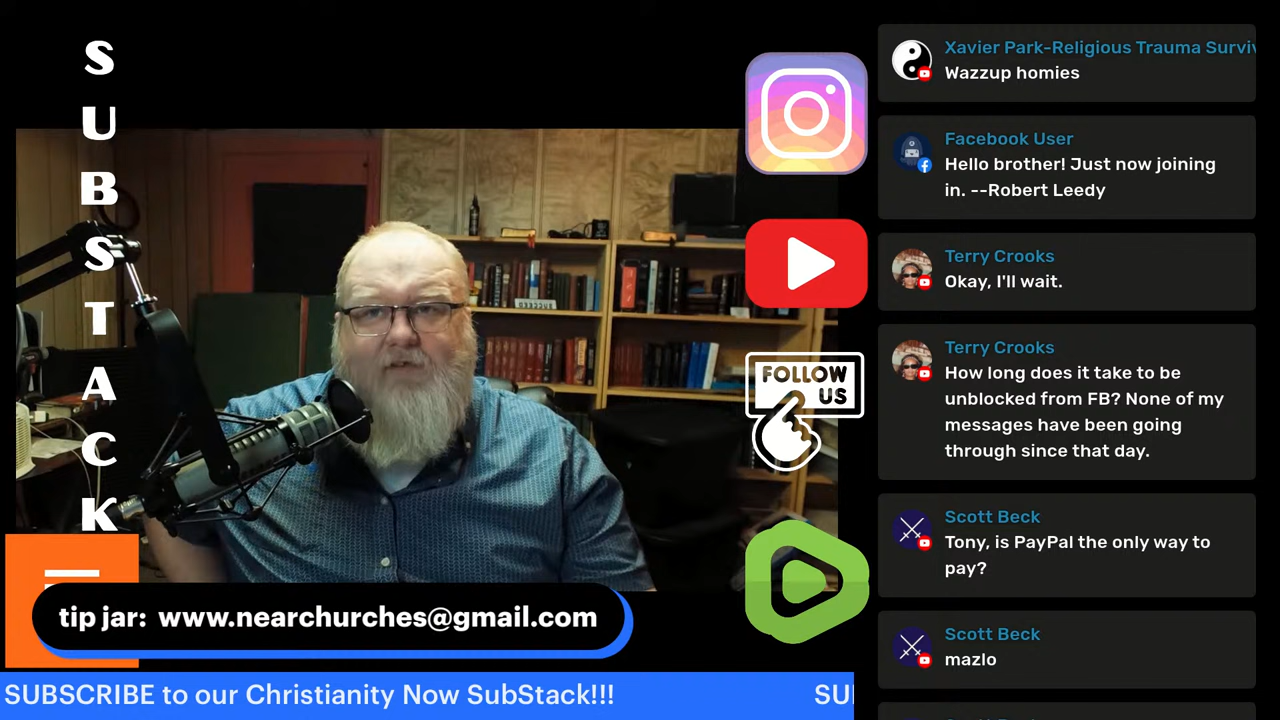 SUBSTACK
FOLLOW
US
SUCCEED
tip jar: www.nearchurches@gmail.com
SUBSCRIBE to our Christianity Now SubStack!!!
SU
Xavier Park-Religious Trauma Surviv
Wazzup homies
Facebook User
Hello brother! Just now joining
in. --Robert Leedy
Terry Crooks
Okay, I'll wait.
Terry Crooks
How long does it take to be
unblocked from FB? None of my
messages have been going
through since that day.
Scott Beck
Tony, is PayPal the only way to
pay?
Scott Beck
mazlo